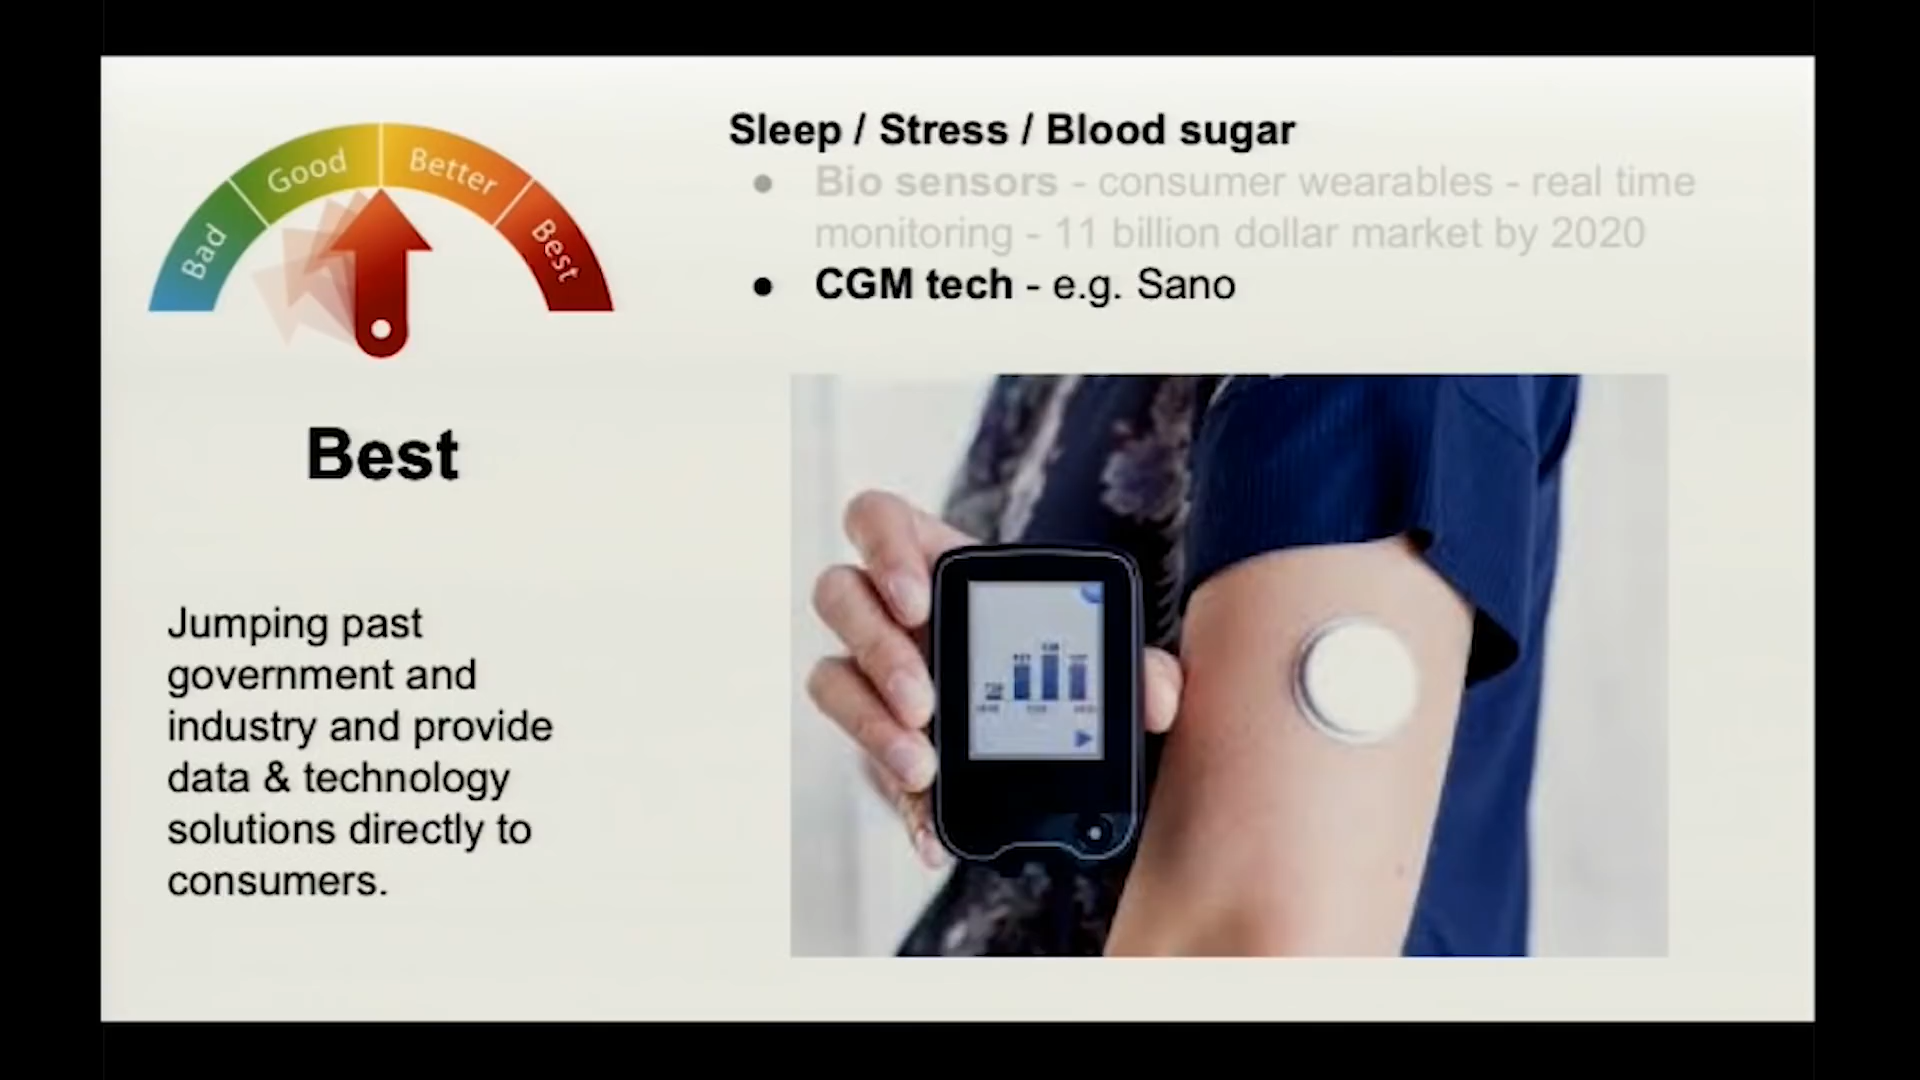 Bad
Good
Better
Best
Best
Jumping past
government and
industry and provide
data & technology
solutions directly to
consumers.
Sleep / Stress / Blood sugar
● Bio sensors - consumer wearables - real time
monitoring - 11 billion dollar market by 2020
● CGM tech - e.g. Sano